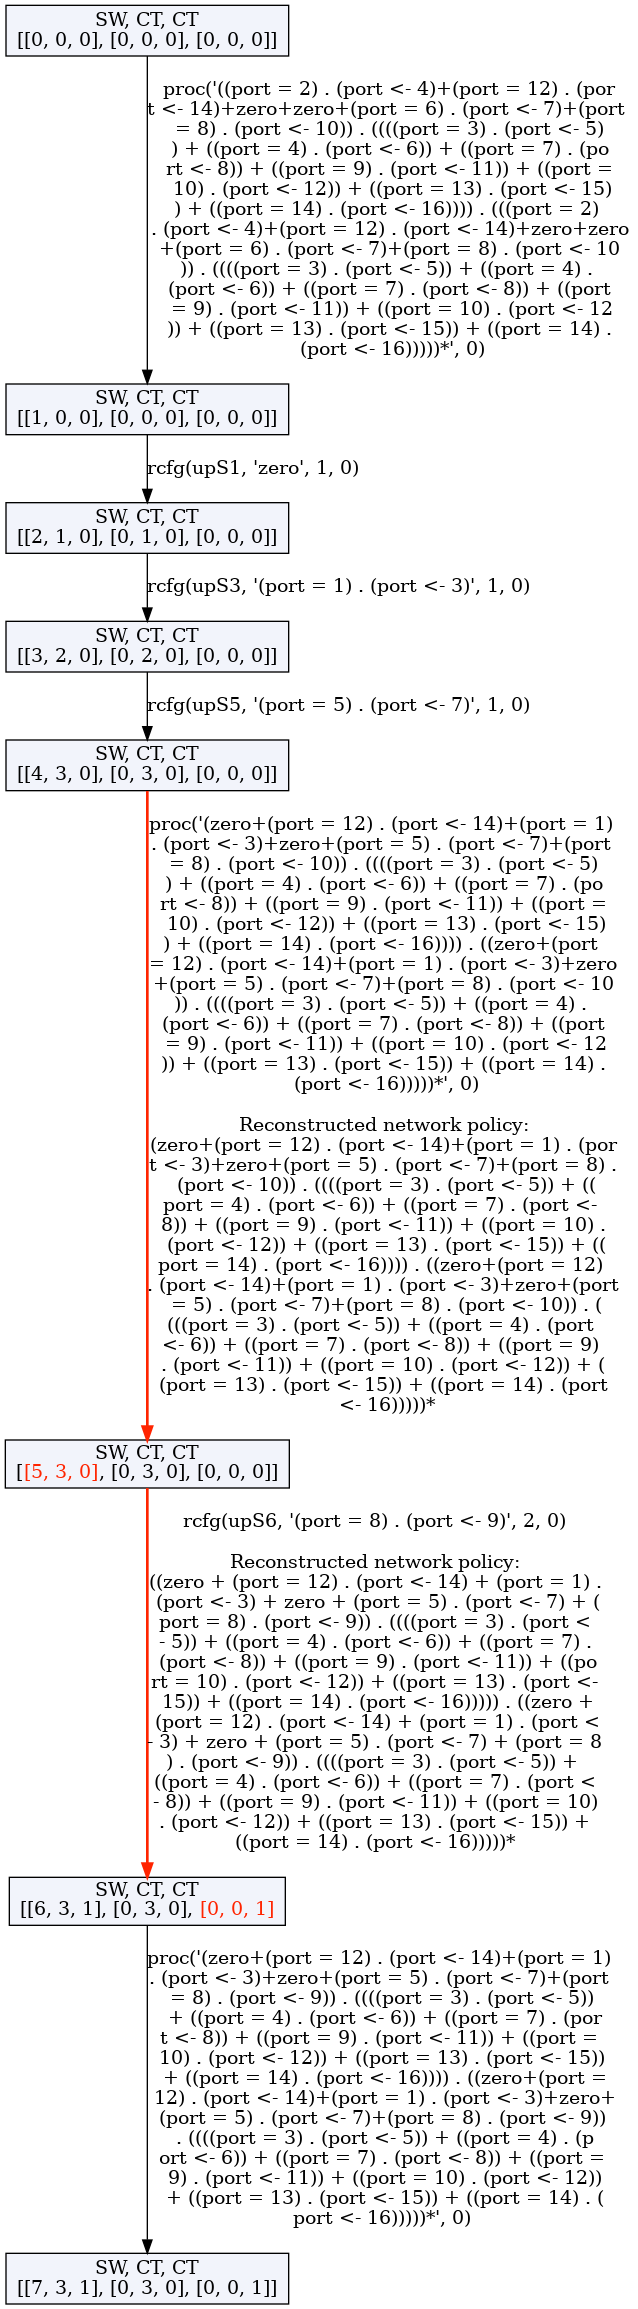 SW, CT, CT
[[0, 0, 0], [0, 0, 0], [0, 0, 0]]
proc('((port = 2) . (port <- 4)+(port = 12) . (por
t <- 14)+zero+zero+(port = 6) . (port <- 7)+(port
= 8) . (port <- 10)) . ((((port = 3) . (port <- 5)
) + ((port = 4) . (port <- 6)) + ((port = 7) . (po
rt <- 8)) + ((port = 9) . (port <- 11)) + ((port =
10) . (port <- 12)) + ((port = 13) . (port <- 15)
) + ((port = 14) . (port <- 16)))) . (((port = 2)
. (port <- 4)+(port = 12) . (port <- 14)+zero+zero
+(port = 6) . (port <- 7)+(port = 8) . (port <- 10
)) . ((((port = 3) . (port <- 5)) + ((port = 4) .
(port <- 6)) + ((port = 7) . (port <- 8)) + ((port
= 9) . (port <- 11)) + ((port = 10) . (port <- 12
)) + ((port = 13) . (port <- 15)) + ((port = 14) .
(port <- 16)))))*', 0)
SW, CT, CT
[[1, 0, 0], [0, 0, 0], [0, 0, 0]]
rcfg(upS1, 'zero', 1, 0)
SW, CT, CT
[[2, 1, 0], [0, 1, 0], [0, 0, 0]]
rcfg(upS3, '(port = 1) . (port <- 3)', 1, 0)
SW, CT, CT
[[3, 2, 0], [0, 2, 0], [0, 0, 0]]
rcfg(upS5, '(port = 5) . (port <- 7)', 1, 0)
SW, CT, CT
[[4, 3, 0], [0, 3, 0], [0, 0, 0]]
proc('(zero+(port = 12) . (port <- 14)+(port = 1)
. (port <- 3)+zero+(port = 5) . (port <- 7)+(port
= 8) . (port <- 10)) . ((((port = 3) . (port <- 5)
) + ((port = 4) . (port <- 6)) + ((port = 7) . (po
rt <- 8)) + ((port = 9) . (port <- 11)) + ((port =
10) . (port <- 12)) + ((port = 13) . (port <- 15)
) + ((port = 14) . (port <- 16)))) . ((zero+(port
= 12) . (port <- 14)+(port = 1) . (port <- 3)+zero
+(port = 5) . (port <- 7)+(port = 8) . (port <- 10
)) . ((((port = 3) . (port <- 5)) + ((port = 4) .
(port <- 6)) + ((port = 7) . (port <- 8)) + ((port
= 9) . (port <- 11)) + ((port = 10) . (port <- 12
)) + ((port = 13) . (port <- 15)) + ((port = 14) .
(port <- 16)))))*', 0)
Reconstructed network policy:
(zero+(port = 12) . (port <- 14)+(port = 1) . (por
t <- 3)+zero+(port = 5) . (port <- 7)+(port = 8) .
(port <- 10)) . ((((port = 3) . (port <- 5)) + ((
port = 4) . (port <- 6)) + ((port = 7) . (port <-
8)) + ((port = 9) . (port <- 11)) + ((port = 10) .
(port <- 12)) + ((port = 13) . (port <- 15)) + ((
port = 14) . (port <- 16)))) . ((zero+(port = 12)
. (port <- 14)+(port = 1) . (port <- 3)+zero+(port
= 5) . (port <- 7)+(port = 8) . (port <- 10)) . (
(((port = 3) . (port <- 5)) + ((port = 4) . (port
<- 6)) + ((port = 7) . (port <- 8)) + ((port = 9)
. (port <- 11)) + ((port = 10) . (port <- 12)) + (
(port = 13) . (port <- 15)) + ((port = 14) . (port
<- 16)))))*
SW, CT, CT
[[5, 3, 0], [0, 3, 0], [0, 0, 0]]
rcfg(upS6, '(port = 8) . (port <- 9)', 2, 0)
Reconstructed network policy:
((zero + (port = 12) . (port <- 14) + (port = 1) .
(port <- 3) + zero + (port = 5) . (port <- 7) + (
port = 8) . (port <- 9)) . ((((port = 3) . (port <
- 5)) + ((port = 4) . (port <- 6)) + ((port = 7) .
(port <- 8)) + ((port = 9) . (port <- 11)) + ((po
rt = 10) . (port <- 12)) + ((port = 13) . (port <-
15)) + ((port = 14) . (port <- 16))))) . ((zero +
(port = 12) . (port <- 14) + (port = 1) . (port <
- 3) + zero + (port = 5) . (port <- 7) + (port = 8
) . (port <- 9)) . ((((port = 3) . (port <- 5)) +
((port = 4) . (port <- 6)) + ((port = 7) . (port <
- 8)) + ((port = 9) . (port <- 11)) + ((port = 10)
. (port <- 12)) + ((port = 13) . (port <- 15)) +
((port = 14) . (port <- 16)))))*
SW, CT, CT
[[6, 3, 1], [0, 3, 0], [0, 0, 1]
proc('(zero+(port = 12) . (port <- 14)+(port = 1)
. (port <- 3)+zero+(port = 5) . (port <- 7)+(port
= 8) . (port <- 9)) . ((((port = 3) . (port <- 5))
+ ((port = 4) . (port <- 6)) + ((port = 7) . (por
t <- 8)) + ((port = 9) . (port <- 11)) + ((port =
10) . (port <- 12)) + ((port = 13) . (port <- 15))
+ ((port = 14) . (port <- 16)))) . ((zero+(port =
12) . (port <- 14)+(port = 1) . (port <- 3)+zero+
(port = 5) . (port <- 7)+(port = 8) . (port <- 9))
. ((((port = 3) . (port <- 5)) + ((port = 4) . (p
ort <- 6)) + ((port = 7) . (port <- 8)) + ((port =
9) . (port <- 11)) + ((port = 10) . (port <- 12))
+ ((port = 13) . (port <- 15)) + ((port = 14) . (
port <- 16)))))*', 0)
SW, CT, CT
[[7, 3, 1], [0, 3, 0], [0, 0, 1]]